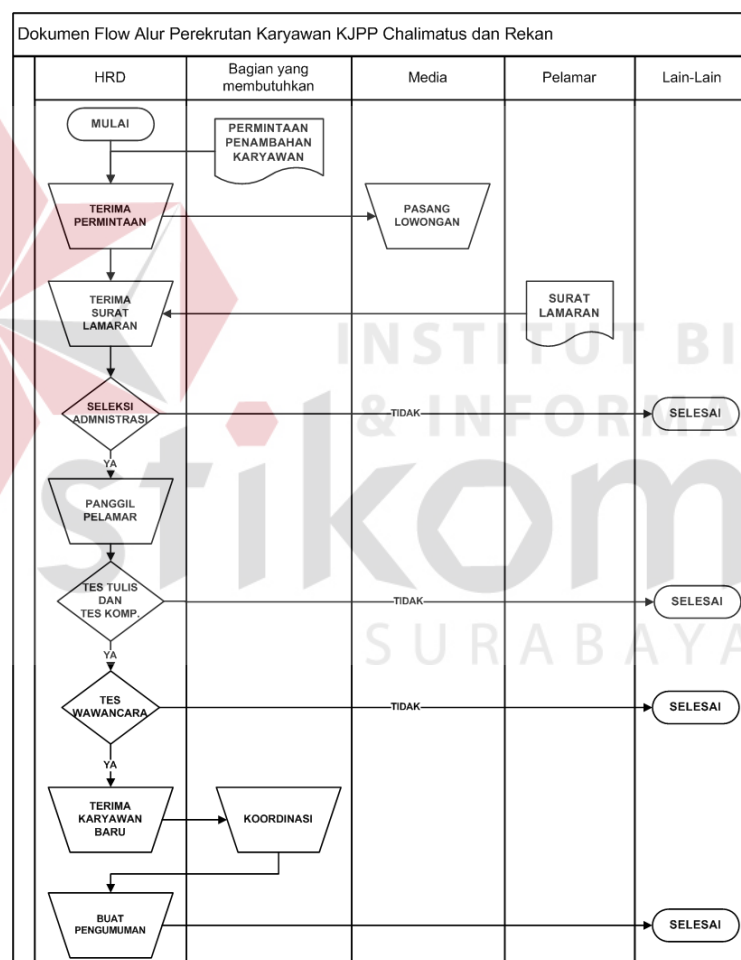 Dokumen Flow Alur Perekrutan Karyawan KJPP Chalimatus dan Rekan
HRD
Bagian yang
membutuhkan
Media
Pelamar
Lain-Lain
MULAI
PERMINTAAN
PENAMBAHAN
KARYAWAN
TERIMA
PERMINTAAN
PASANG
LOWONGAN
TERIMA
SURAT
LAMARAN
SURAT
LAMARAN
INSTITUT BI
& INFORMA
stikom
SURABAYA
SELEKSI
ADMNISTRASI
TIDAK
SELESAI
YA
PANGGIL
PELAMAR
TES TULIS
DAN
TES KOMP.
TIDAK
SELESAI
YA
TES
WAWANCARA
TIDAK
SELESAI
YA
TERIMA
KARYAWAN
BARU
KOORDINASI
BUAT
PENGUMUMAN
SELESAI